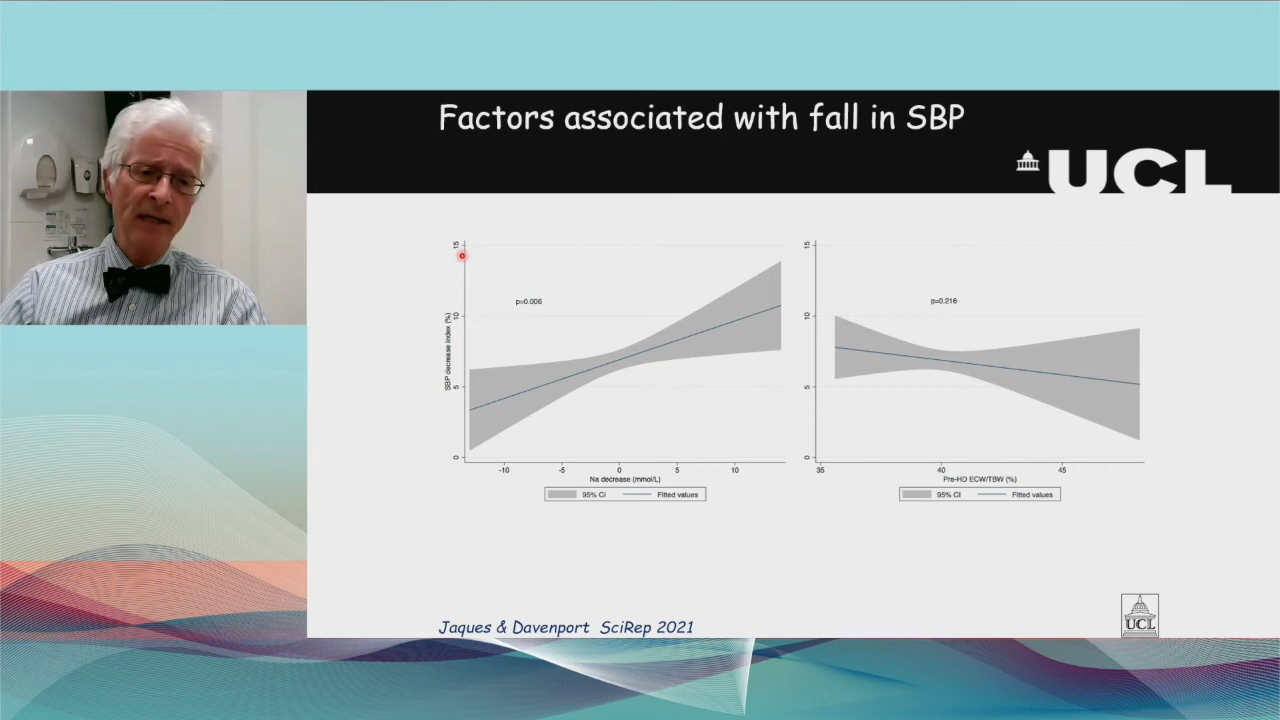 Factors associated with fall in SBP
UCL
15
10
5
0
SBP decrease index (%)
p=0.006
-10 -5 0 5 10
Na decrease (mmol/L)
95% CI Fitted values
15
10
5
0
p=0.216
35 40 45
Pre-HD ECW/TBW (%)
95% CI Fitted values
Jaques & Davenport SciRep 2021
UCL